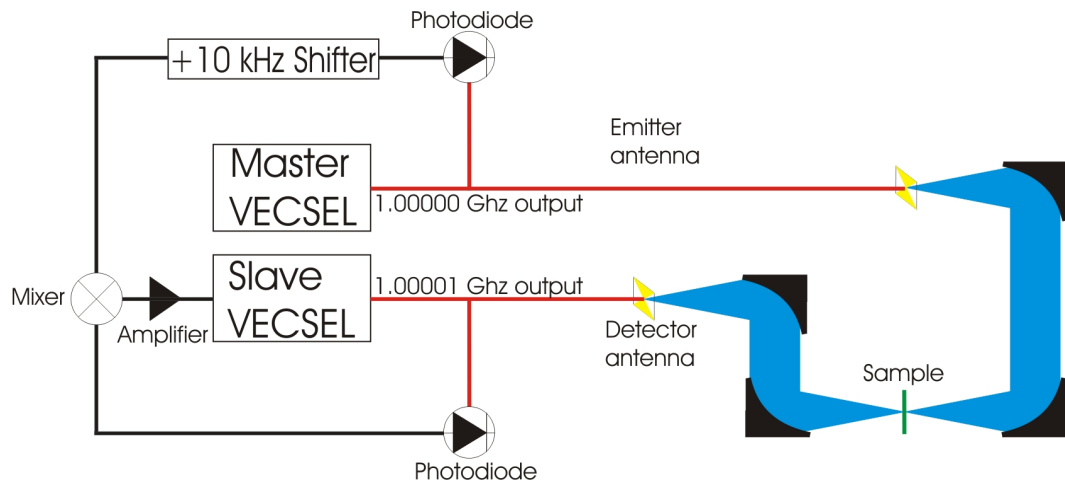 Photodiode
+10 kHz Shifter
Emitter
antenna
Master
VECSEL
1.00000 Ghz output
Slave
VECSEL
1.00001 Ghz output
Mixer
Amplifier
Detector
antenna
Sample
Photodiode